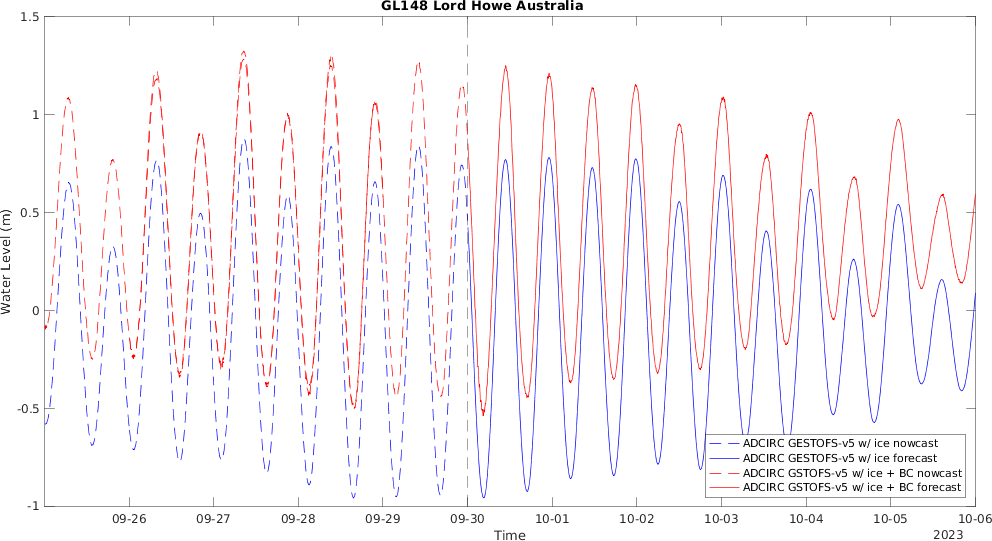 GL148 Lord Howe Australia
Water Level (m)
1.5
1
0.5
0
-0.5
-1
ADCIRC GESTOFS-v5 w/ ice nowcast
ADCIRC GESTOFS-v5 w/ ice forecast
ADCIRC GSTOFS-v5 w/ ice + BC nowcast
ADCIRC GSTOFS-v5 w/ ice + BC forecast
09-26 09-27 09-28 09-29 09-30 10-01 10-02 10-03 10-04 10-05 10-06
Time
2023